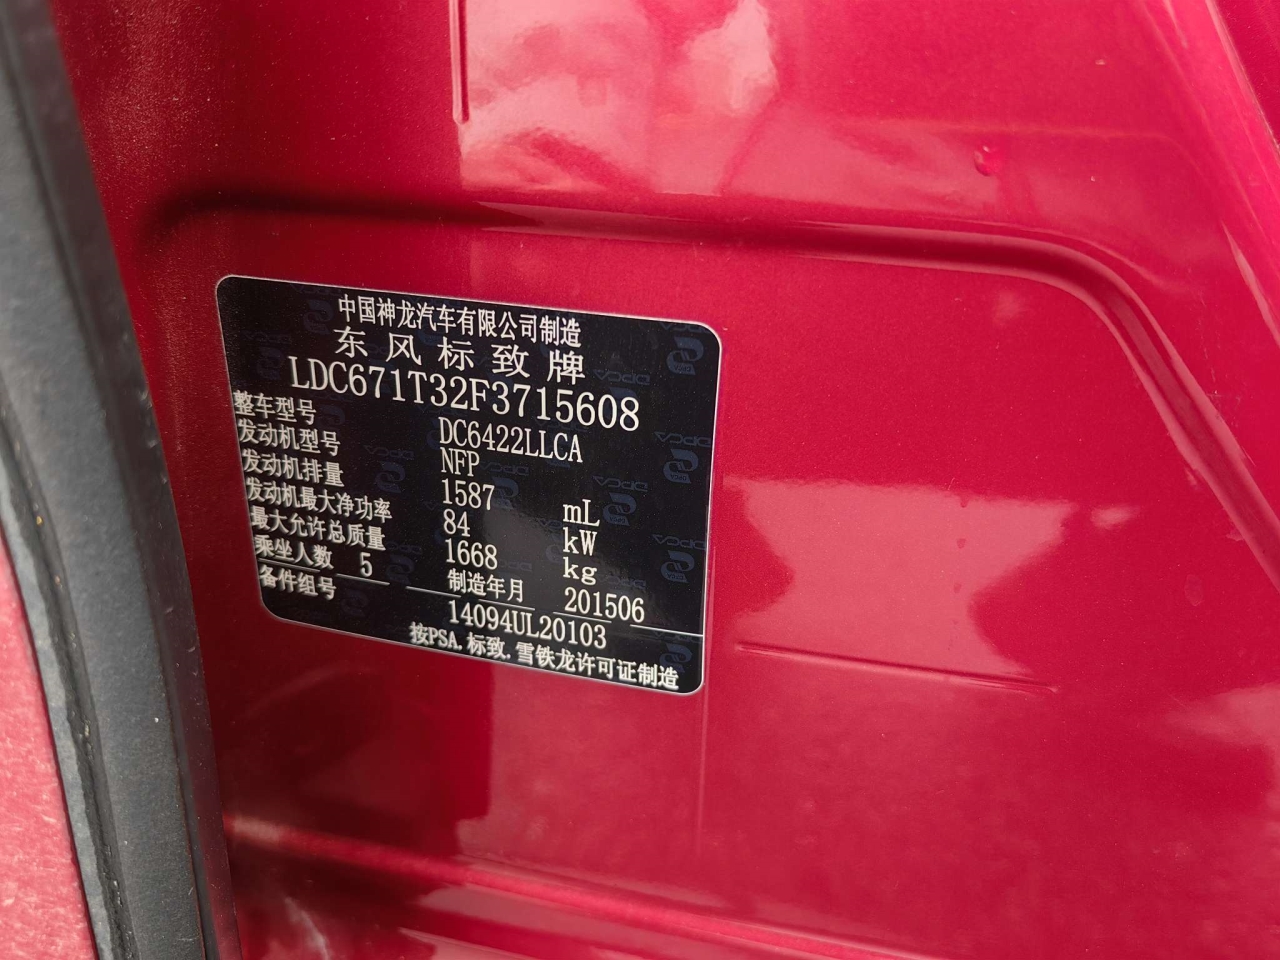 中国神龙汽车有限公司制造
东风标致牌
LDC671T32F3715608
整车型号 DC6422LLCA
发动机型号 NFP
发动机排量 1587 mL
发动机最大净功率 84 kW
最大允许总质量 1668 kg
乘坐人数 5 制造年月 201506
备件组号 14094UL20103
按PSA.标致.雪铁龙许可证制造